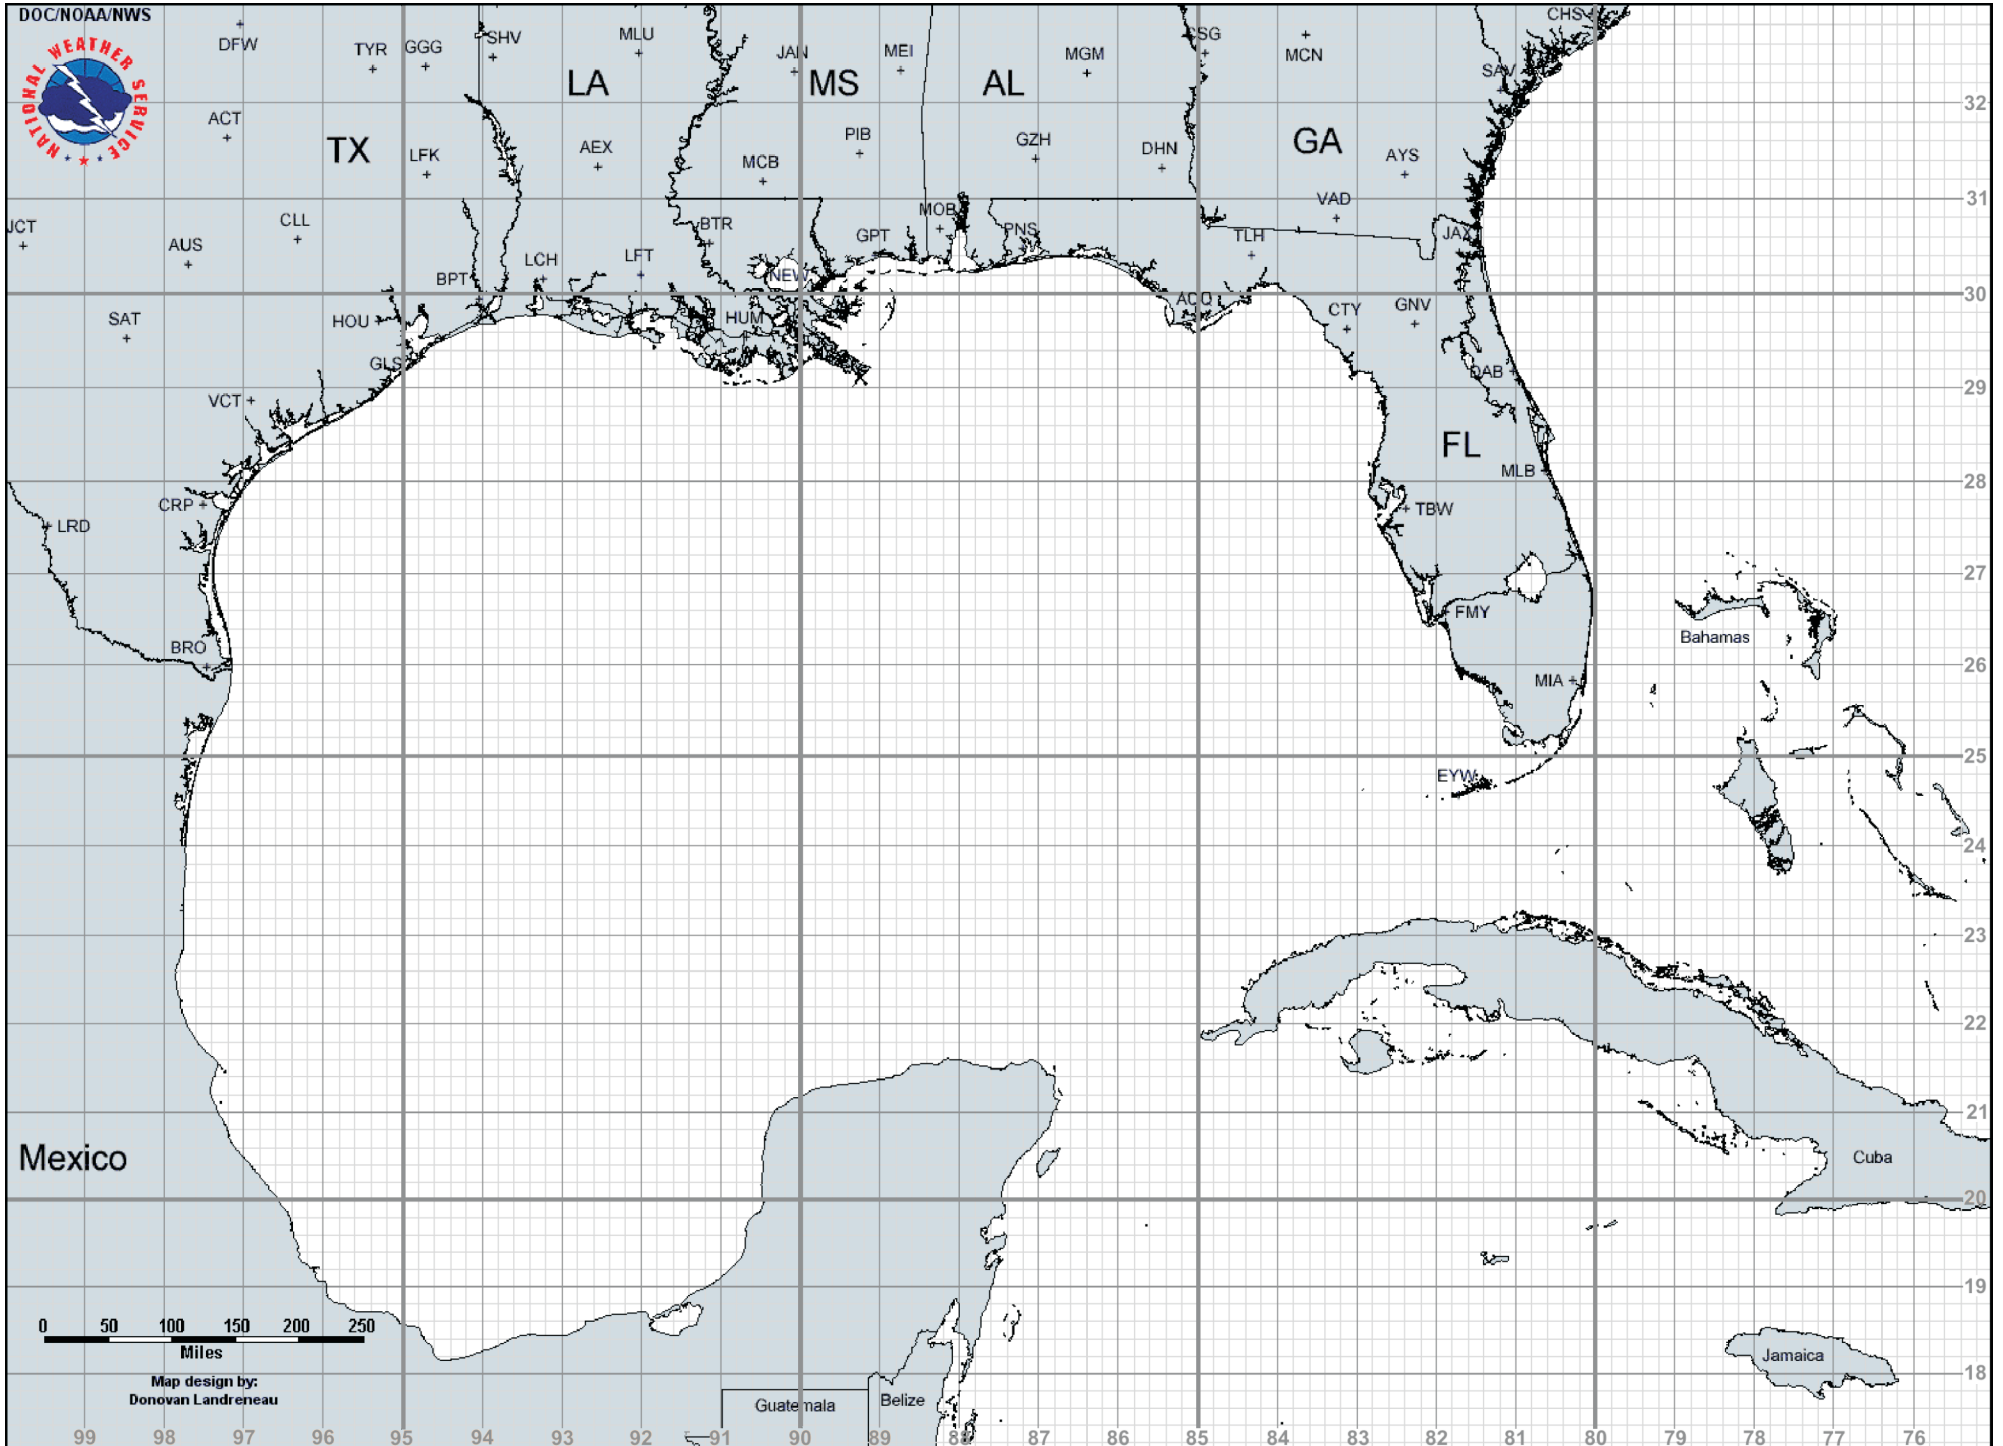 DOC/NOAA/NWS
NATIONAL WEATHER SERVICE
DFW
TYR
GGG
SHV
MLU
JAN
MEI
MGM
CSG
MCN
CHS
SAV
LA
MS
AL
32
ACT
TX
LFK
AEX
MCB
PIB
GZH
DHN
GA
AYS
31
JCT
CLL
AUS
BPT
LCH
LFT
BTR
NEW
GPT
MOB
PNS
TLH
VAD
JAX
30
SAT
HOU
GLS
HUM
AQQ
CTY
GNV
DAB
29
VCT
FL
MLB
28
CRP
LRD
TBW
27
BRO
FMY
Bahamas
26
MIA
25
EYW
24
23
22
21
Mexico
Cuba
20
19
0 50 100 150 200 250
Miles
Jamaica
18
Map design by:
Donovan Landreneau
Guatemala
Belize
99 98 97 96 95 94 93 92 91 90 89 88 87 86 85 84 83 82 81 80 79 78 77 76